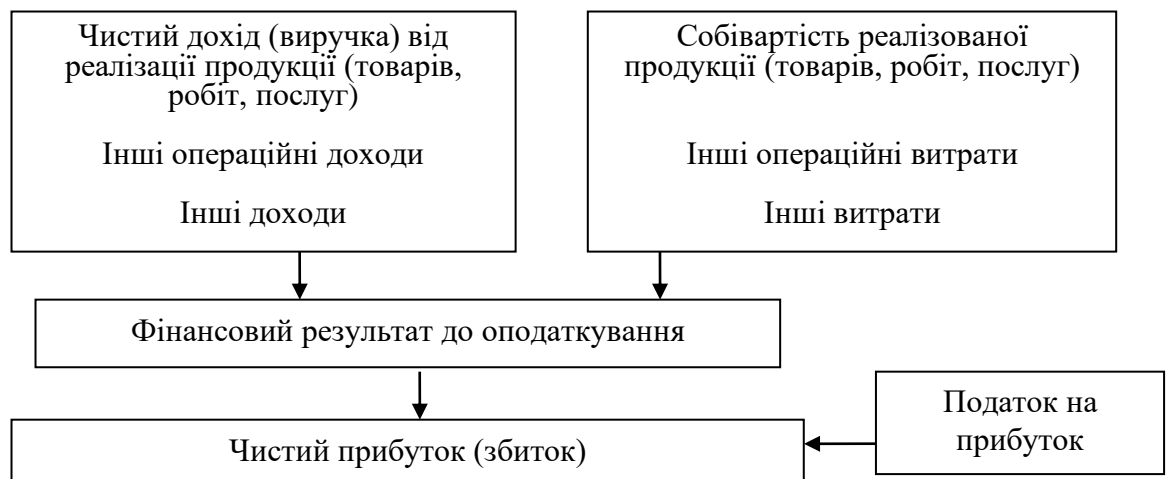 Чистий дохід (виручка) від
реалізації продукції (товарів,
робіт, послуг)
Інші операційні доходи
Інші доходи
Собівартість реалізованої
продукції (товарів, робіт, послуг)
Інші операційні витрати
Інші витрати
Фінансовий результат до оподаткування
Чистий прибуток (збиток)
Податок на
прибуток